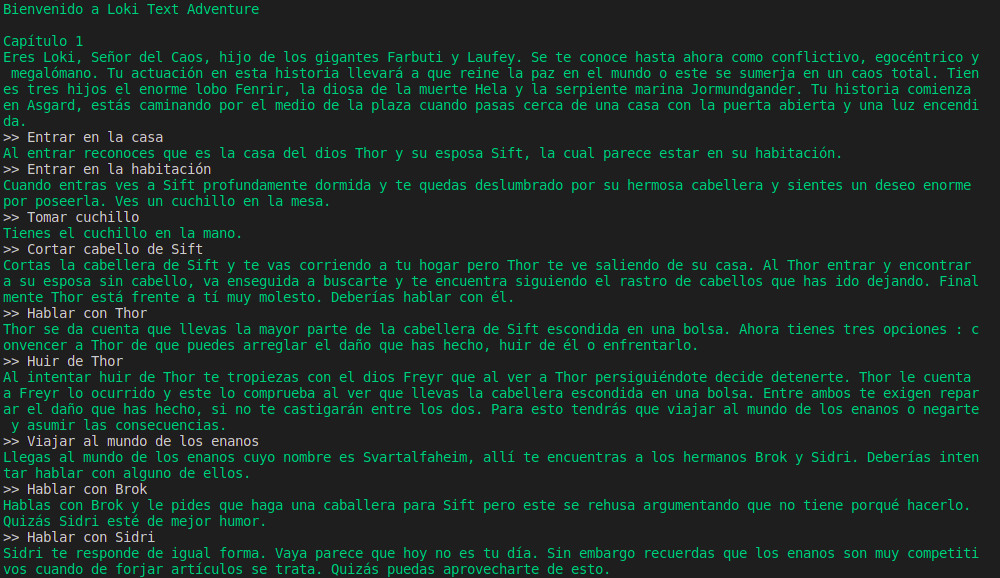 Bienvenido a Loki Text Adventure
Capítulo 1
Eres Loki, Señor del Caos, hijo de los gigantes Farbuti y Laufey. Se te conoce hasta ahora como conflictivo, egocéntrico y
 megalómano. Tu actuación en esta historia llevará a que reine la paz en el mundo o este se sumerja en un caos total. Tien
es tres hijos el enorme lobo Fenrir, la diosa de la muerte Hela y la serpiente marina Jormundgander. Tu historia comienza
en Asgard, estás caminando por el medio de la plaza cuando pasas cerca de una casa con la puerta abierta y una luz encendi
da.
>> Entrar en la casa
Al entrar reconoces que es la casa del dios Thor y su esposa Sift, la cual parece estar en su habitación.
>> Entrar en la habitación
Cuando entras ves a Sift profundamente dormida y te quedas deslumbrado por su hermosa cabellera y sientes un deseo enorme
por poseerla. Ves un cuchillo en la mesa.
>> Tomar cuchillo
Tienes el cuchillo en la mano.
>> Cortar cabello de Sift
Cortas la cabellera de Sift y te vas corriendo a tu hogar pero Thor te ve saliendo de su casa. Al Thor entrar y encontrar
a su esposa sin cabello, va enseguida a buscarte y te encuentra siguiendo el rastro de cabellos que has ido dejando. Final
mente Thor está frente a tí muy molesto. Deberías hablar con él.
>> Hablar con Thor
Thor se da cuenta que llevas la mayor parte de la cabellera de Sift escondida en una bolsa. Ahora tienes tres opciones : c
onvencer a Thor de que puedes arreglar el daño que has hecho, huir de él o enfrentarlo.
>> Huir de Thor
Al intentar huir de Thor te tropiezas con el dios Freyr que al ver a Thor persiguiéndote decide detenerte. Thor le cuenta
a Freyr lo ocurrido y este lo comprueba al ver que llevas la cabellera escondida en una bolsa. Entre ambos te exigen repar
ar el daño que has hecho, si no te castigarán entre los dos. Para esto tendrás que viajar al mundo de los enanos o negarte
 y asumir las consecuencias.
>> Viajar al mundo de los enanos
Llegas al mundo de los enanos cuyo nombre es Svartalfaheim, allí te encuentras a los hermanos Brok y Sidri. Deberías inten
tar hablar con alguno de ellos.
>> Hablar con Brok
Hablas con Brok y le pides que haga una caballera para Sift pero este se rehusa argumentando que no tiene porqué hacerlo.
Quizás Sidri esté de mejor humor.
>> Hablar con Sidri
Sidri te responde de igual forma. Vaya parece que hoy no es tu día. Sin embargo recuerdas que los enanos son muy competiti
vos cuando de forjar artículos se trata. Quizás puedas aprovecharte de esto.